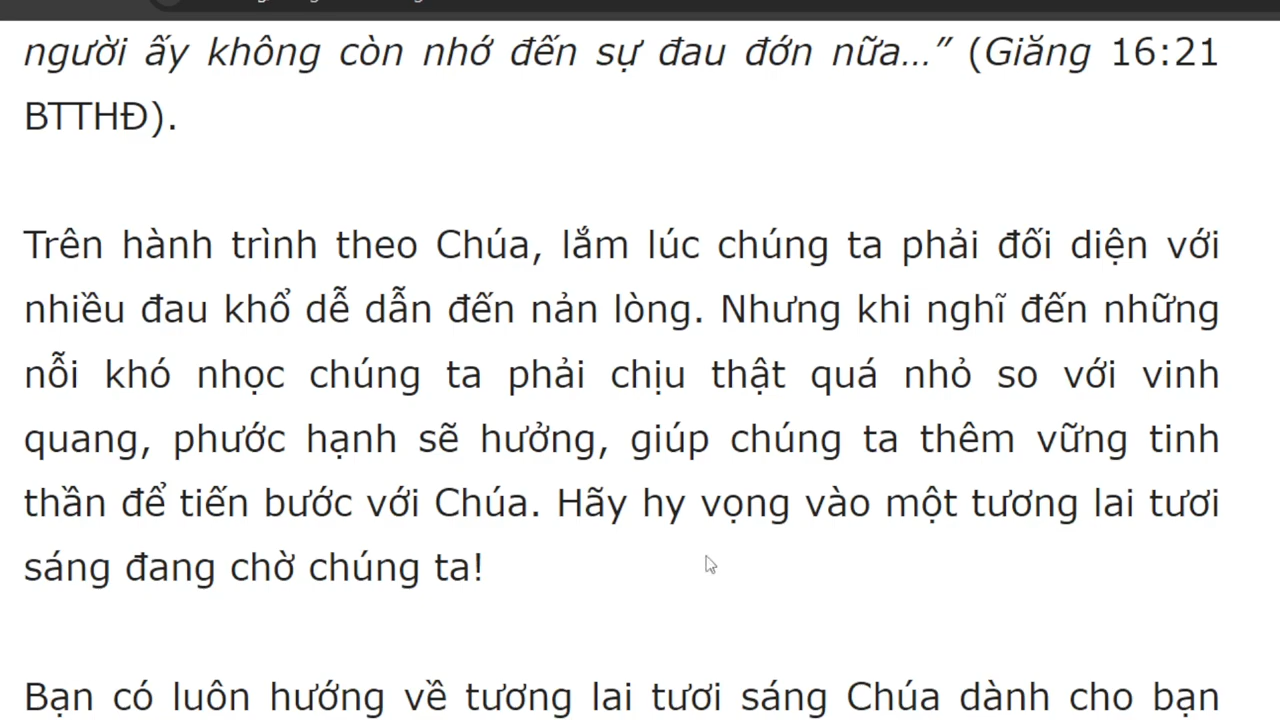 người ấy không còn nhớ đến sự đau đớn nữa…” (Giăng 16:21
BTTHĐ).
Trên hành trình theo Chúa, lắm lúc chúng ta phải đối diện với
nhiều đau khổ dễ dẫn đến nản lòng. Nhưng khi nghĩ đến những
nỗi khó nhọc chúng ta phải chịu thật quá nhỏ so với vinh
quang, phước hạnh sẽ hưởng, giúp chúng ta thêm vững tinh
thần để tiến bước với Chúa. Hãy hy vọng vào một tương lai tươi
sáng đang chờ chúng ta!
Bạn có luôn hướng về tương lai tươi sáng Chúa dành cho bạn